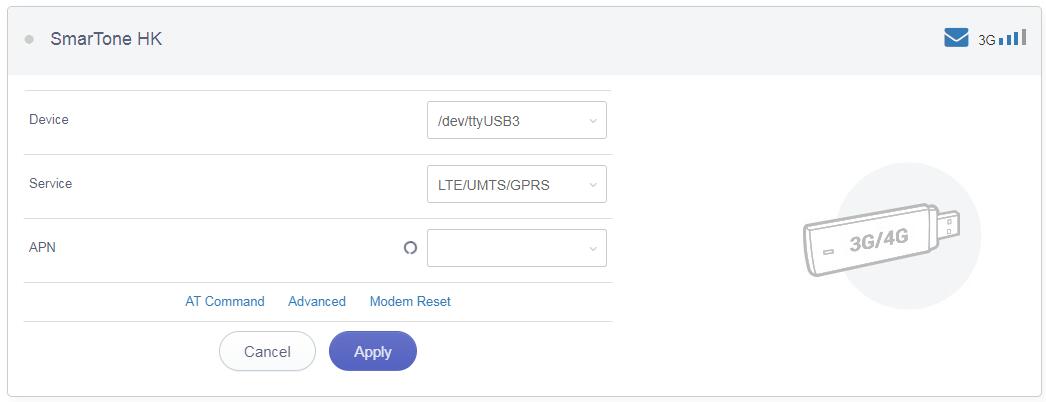 SmarTone HK
3G
Device
/dev/ttyUSB3
Service
LTE/UMTS/GPRS
APN
3G/4G
AT Command Advanced Modem Reset
Cancel Apply